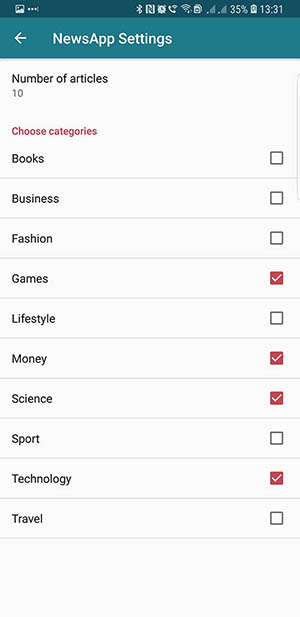 35% 13:31
NewsApp Settings
Number of articles
10
Choose categories
Books
Business
Fashion
Games
Lifestyle
Money
Science
Sport
Technology
Travel